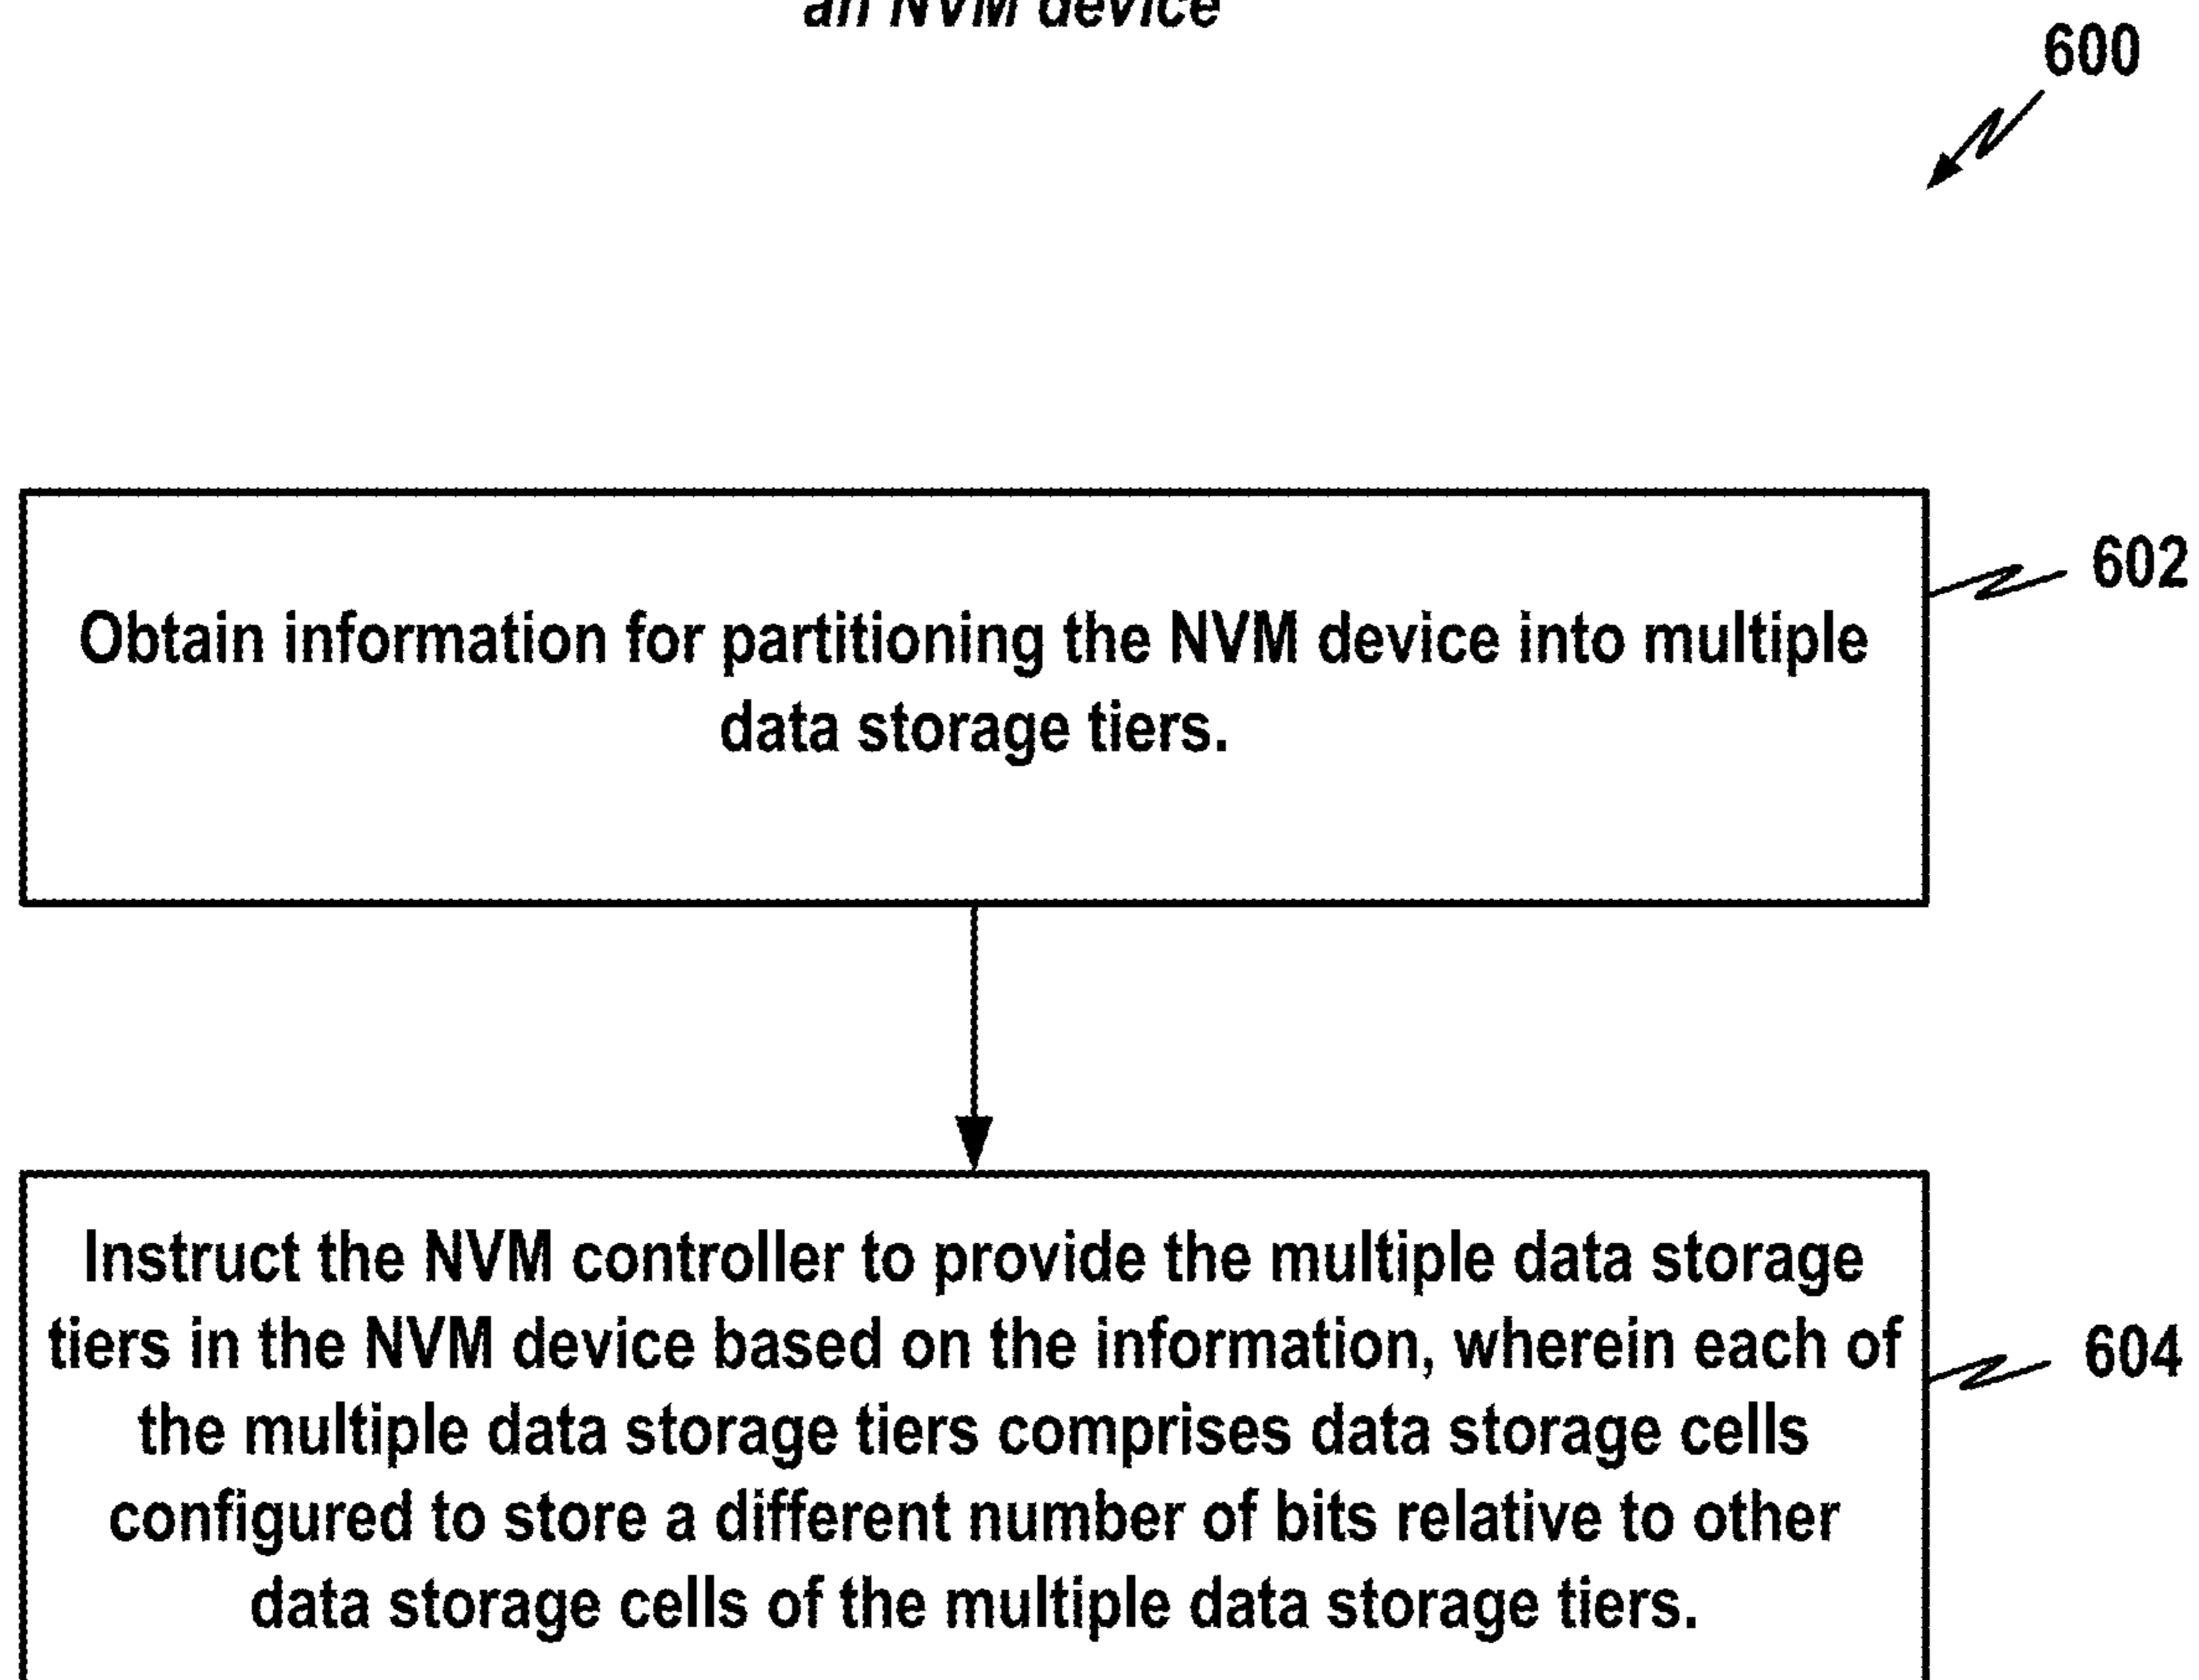 an NVM device
600
602
Obtain information for partitioning the NVM device into multiple
data storage tiers.
Instruct the NVM controller to provide the multiple data storage
tiers in the NVM device based on the information, wherein each of
604
the multiple data storage tiers comprises data storage cells
configured to store a different number of bits relative to other
data storage cells of the multiple data storage tiers.